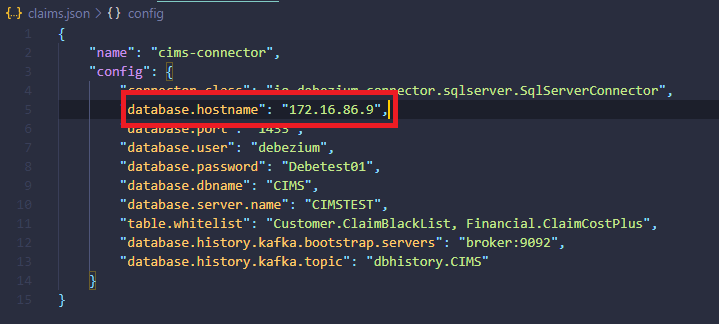 {..} claims.json > {} config
1 {
2 "name": "cims-connector",
3 "config": {
4 "connector.class": "io.debezium.connector.sqlserver.SqlServerConnector",
5 database.hostname": "172.16.86.9",
6 "database.port": "1433",
7 "database.user": "debezium",
8 "database.password": "Debetest01",
9 "database.dbname": "CIMS",
10 "database.server.name": "CIMSTEST",
11 "table.whitelist": "Customer.ClaimBlackList, Financial.ClaimCostPlus",
12 "database.history.kafka.bootstrap.servers": "broker:9092",
13 "database.history.kafka.topic": "dbhistory.CIMS"
14 }
15 }